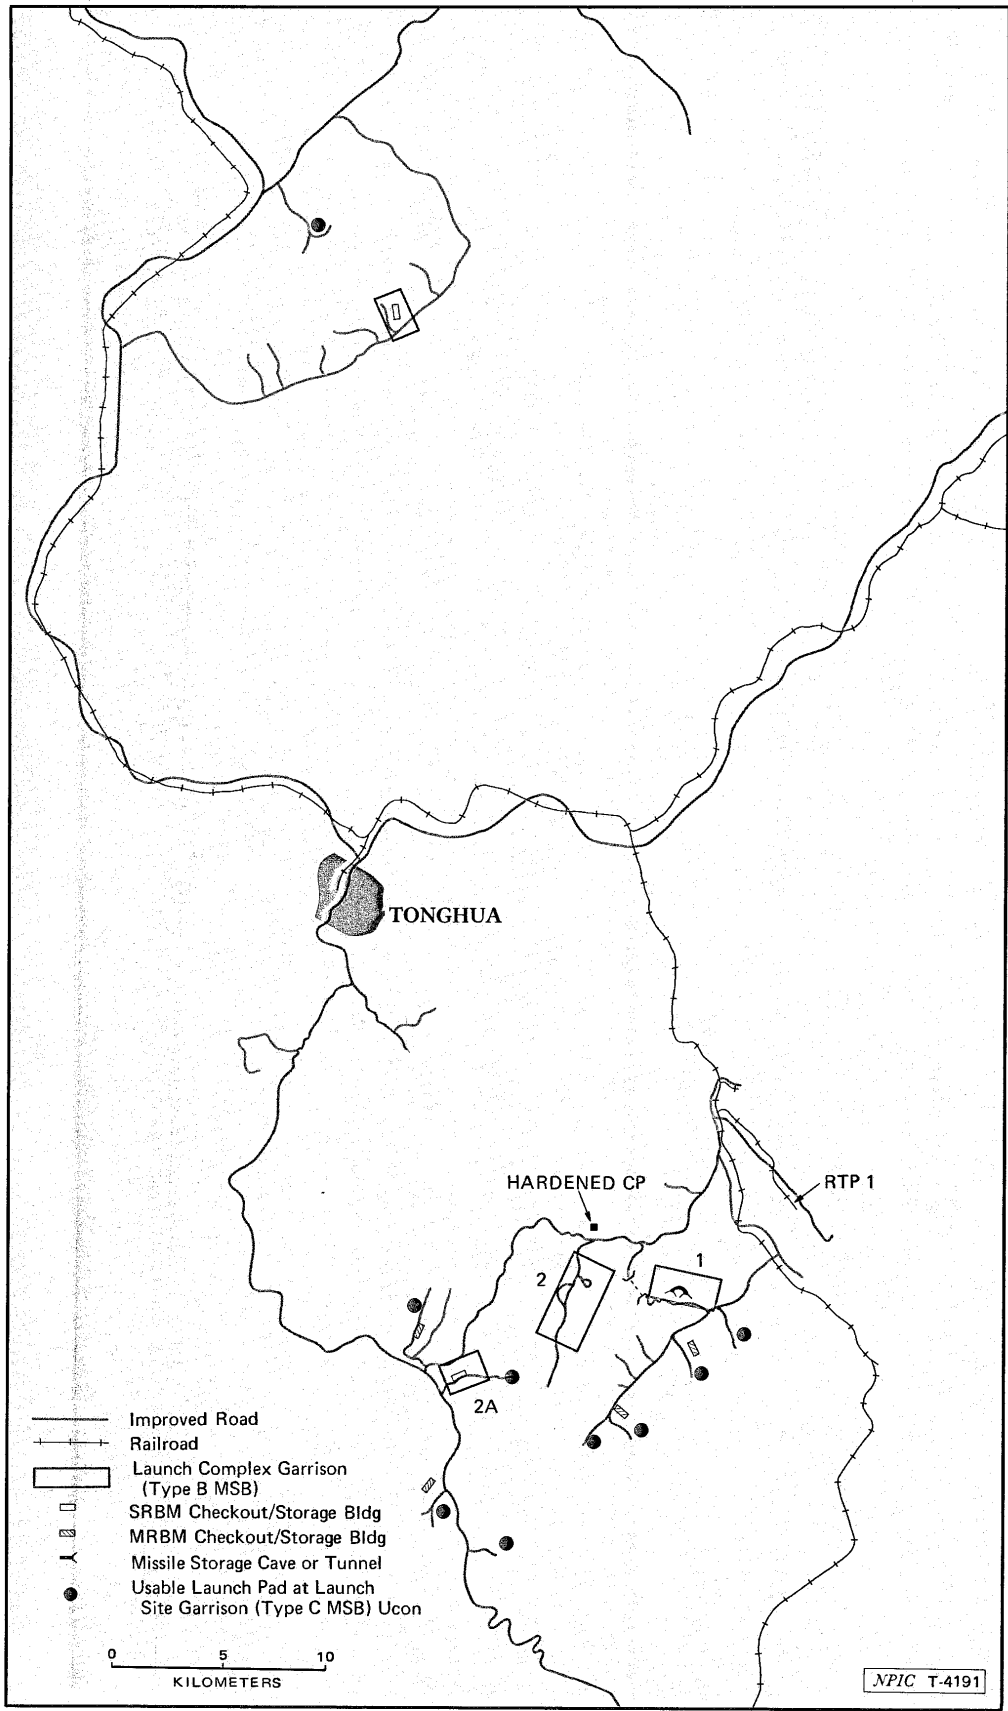 TONGHUA
HARDENED CP
RTP 1
1
2
2A
Improved Road
Railroad
Launch Complex Garrison
(Type B MSB)
SRBM Checkout/Storage Bldg
MRBM Checkout/Storage Bldg
Missile Storage Cave or Tunnel
Usable Launch Pad at Launch
Site Garrison (Type C MSB) Ucon
0 5 10
KILOMETERS
NPIC T-4191